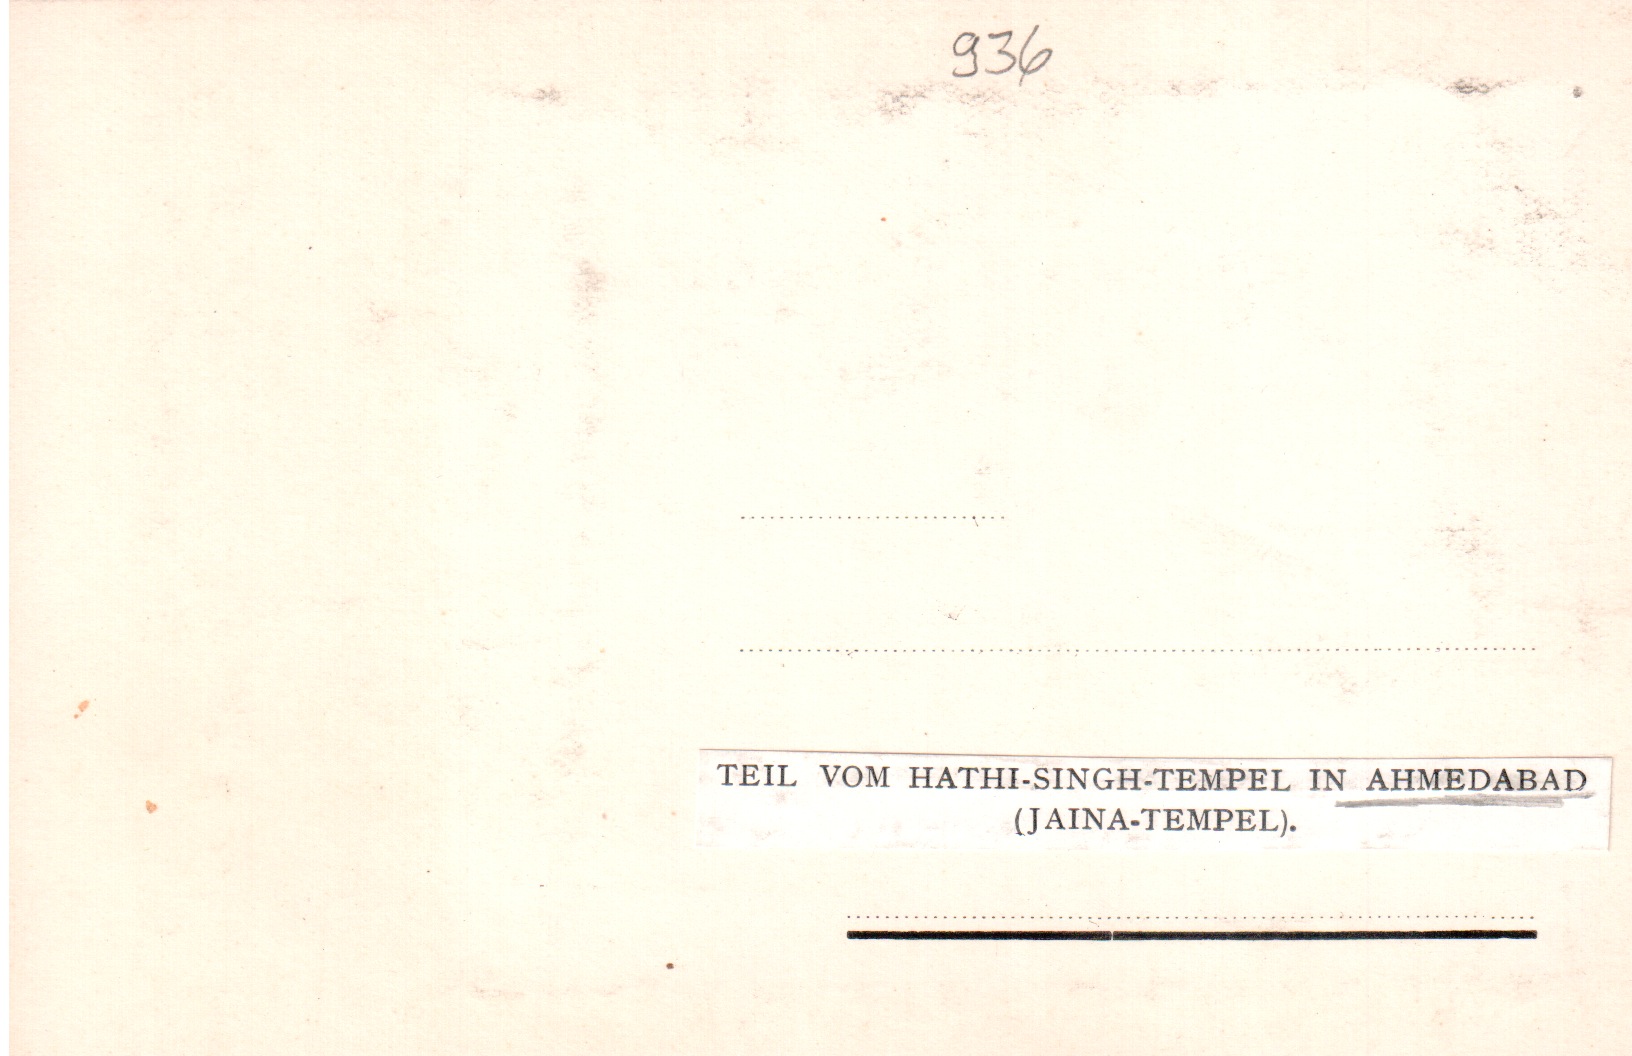 936
TEIL VOM HATHI-SINGH-TEMPEL IN AHMEDABAD
(JAINA-TEMPEL).